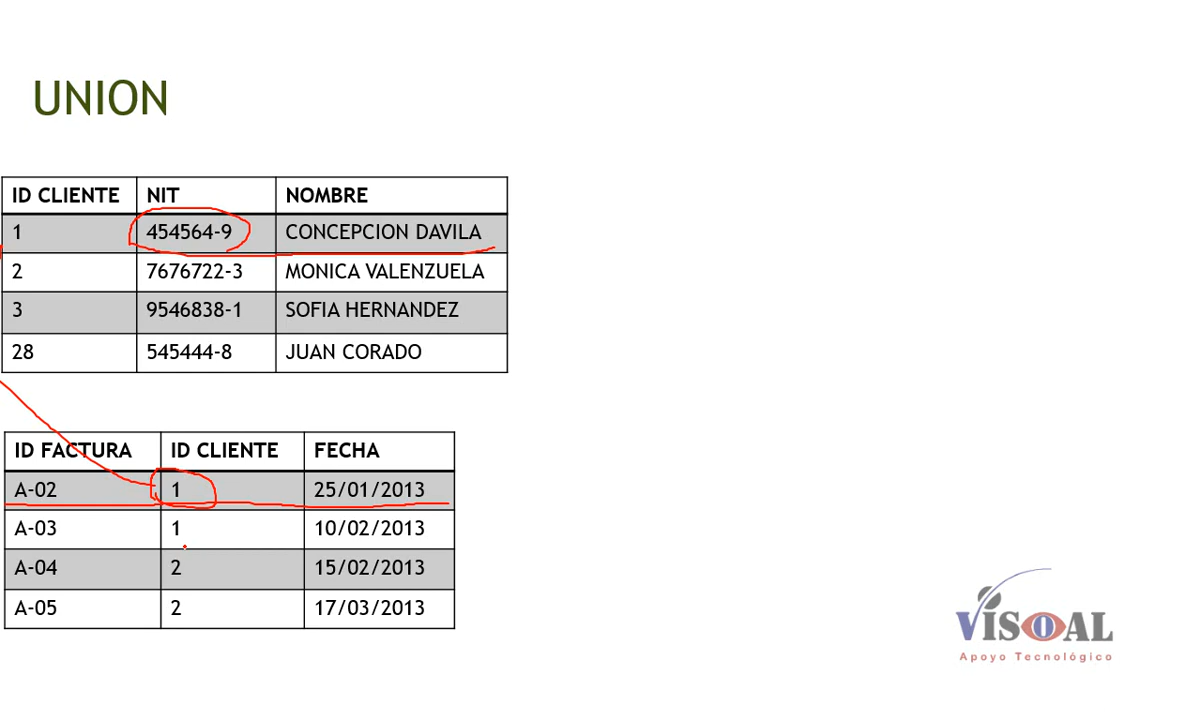 UNION
ID CLIENTE NIT NOMBRE
1 454564-9 CONCEPCION DAVILA
2 7676722-3 MONICA VALENZUELA
3 9546838-1 SOFIA HERNANDEZ
28 545444-8 JUAN CORADO
ID FACTURA ID CLIENTE FECHA
A-02 1 25/01/2013
A-03 1 10/02/2013
A-04 2 15/02/2013
A-05 2 17/03/2013
VISOAL
Apoyo Tecnológico